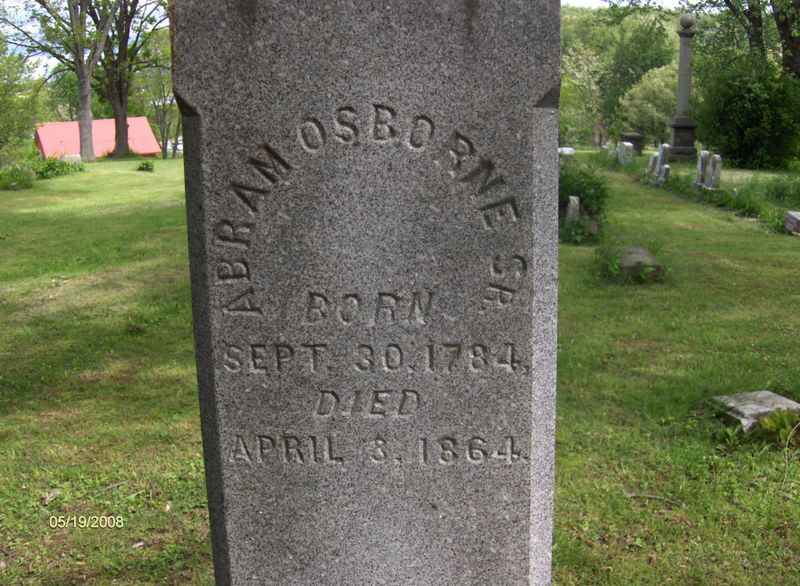 ABRAM OSBORNE SR.
BORN
SEPT. 30, 1784.
DIED
APRIL 3, 1864.
05/19/2008